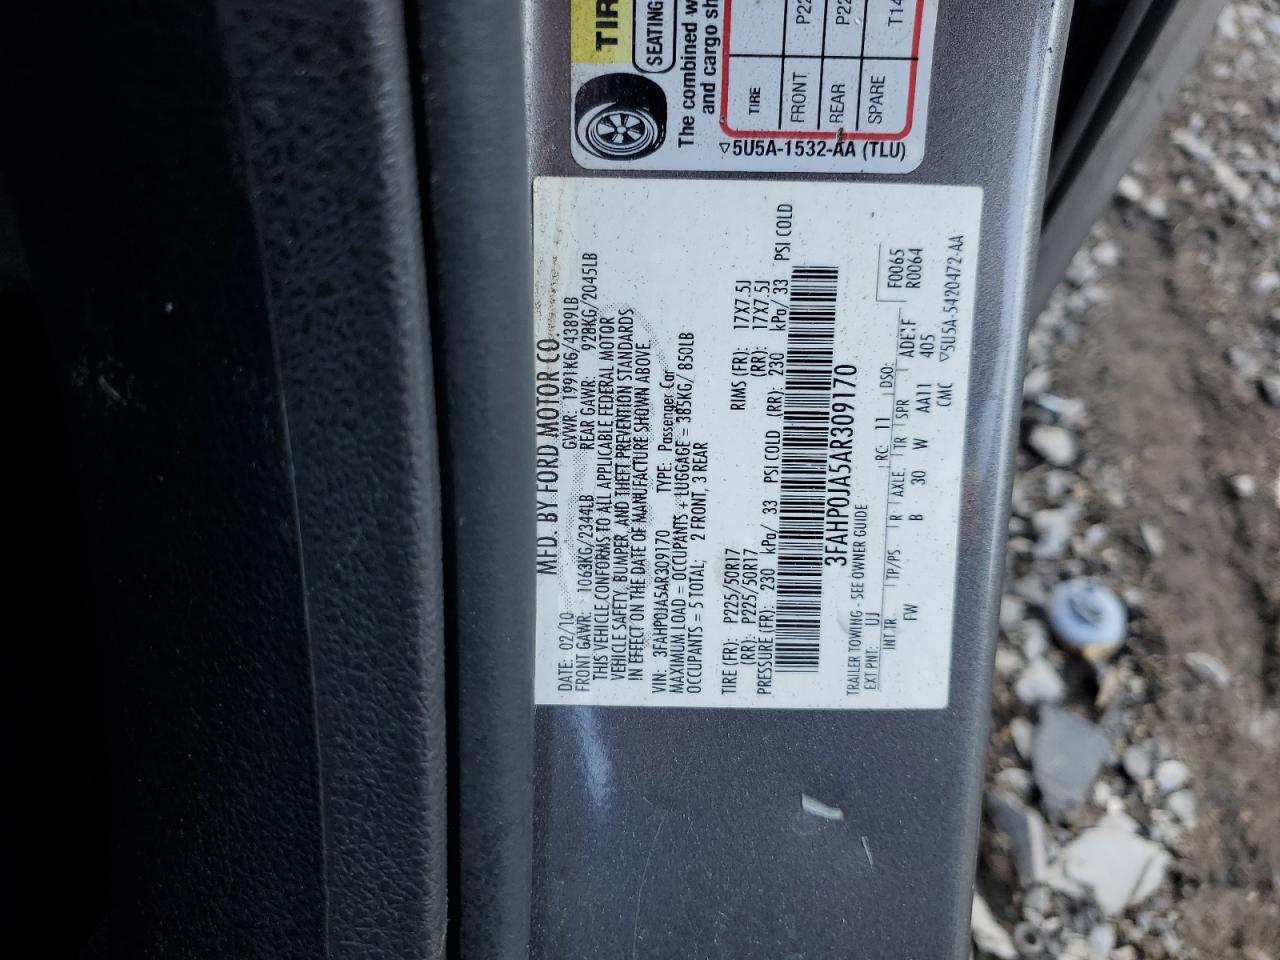 TIR
SEATING
The combined w
and cargo sh
TIRE
FRONT P22
REAR P22
SPARE T14
5U5A-1532-AA (TLU)
MFD. BY FORD MOTOR CO.
DATE: 02/10 GVWR: 1991KG/4389LB
FRONT GAWR: 1063KG/2344LB REAR GAWR: 928KG/2045LB
THIS VEHICLE CONFORMS TO ALL APPLICABLE FEDERAL MOTOR
VEHICLE SAFETY, BUMPER, AND THEFT PREVENTION STANDARDS
IN EFFECT ON THE DATE OF MANUFACTURE SHOWN ABOVE.
VIN: 3FAHP0JA5AR309170 TYPE: Passenger Car
MAXIMUM LOAD = OCCUPANTS + LUGGAGE = 385KG/ 850LB
OCCUPANTS = 5 TOTAL; 2 FRONT, 3 REAR
TIRE (FR): P225/50R17 RIMS (FR): 17X7.5J
(RR): P225/50R17 (RR): 17X7.5J
PRESSURE (FR): 230 kPa/ 33 PSI COLD (RR): 230 kPa/ 33 PSI COLD
3FAHP0JA5AR309170
TRAILER TOWING - SEE OWNER GUIDE
F0065
R0064
EXT PNT: UJ RC: 11 DSO:
INT TR TP/PS R AXLE TR SPR
FW B 30 W AA11 405
CMC
5U5A-5420472-AA